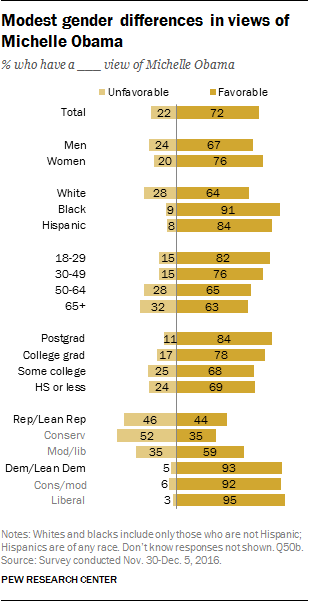 Modest gender differences in views of
Michelle Obama
% who have a ____ view of Michelle Obama
Unfavorable Favorable
Total 22 72
Men 24 67
Women 20 76
White 28 64
Black 9 91
Hispanic 8 84
18-29 15 82
30-49 15 76
50-64 28 65
65+ 32 63
Postgrad 11 84
College grad 17 78
Some college 25 68
HS or less 24 69
Rep/Lean Rep 46 44
Conserv 52 35
Mod/lib 35 59
Dem/Lean Dem 5 93
Cons/mod 6 92
Liberal 3 95
Notes: Whites and blacks include only those who are not Hispanic;
Hispanics are of any race. Don't know responses not shown. Q50b.
Source: Survey conducted Nov. 30-Dec. 5, 2016.
PEW RESEARCH CENTER